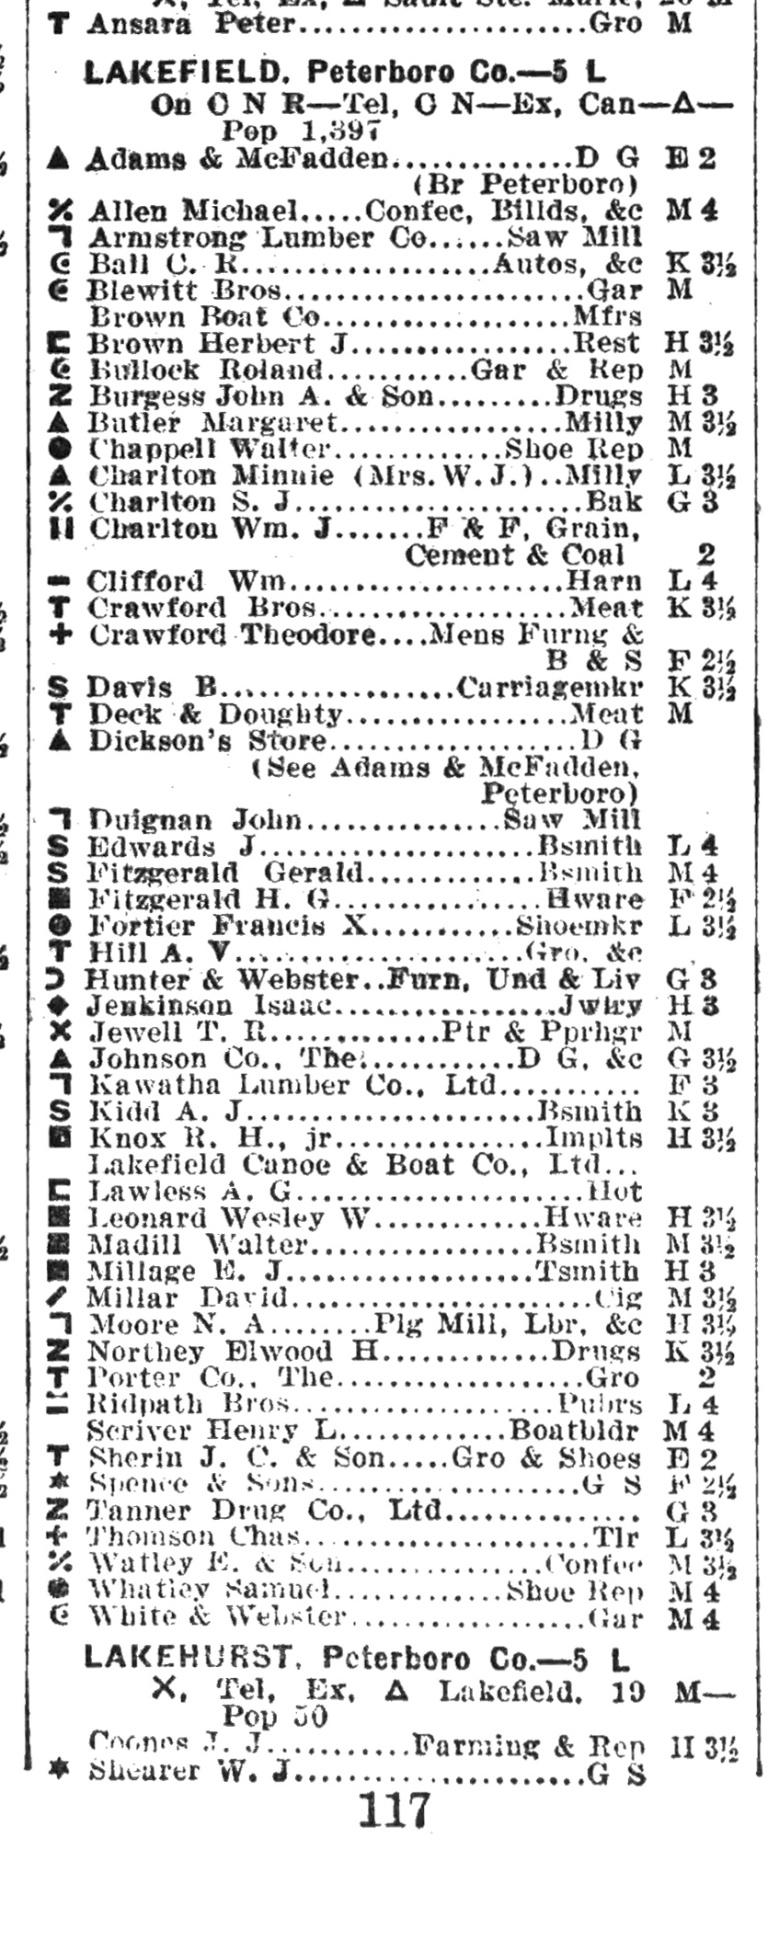 T Ansara Peter......................Gro M
LAKEFIELD, Peterboro Co.—5 L
On C N R—Tel, C N—Ex, Can—Δ—
Pop 1,397
▲ Adams & McFadden..............D G E 2
(Br Peterboro)
٪ Allen Michael.....Confec, Billds, &c M 4
Armstrong Lumber Co......Saw Mill
Ball C. R...................Autos, &c K 3½
Blewitt Bros.......................Gar M
Brown Boat Co...................Mfrs
Brown Herbert J.................Rest H 3½
Bullock Roland...........Gar & Rep M
Z Burgess John A. & Son.........Drugs H 3
▲ Butler Margaret.................Milly M 3½
● Chappell Walter.............Shoe Rep M
▲ Charlton Minnie (Mrs. W. J.)..Milly L 3½
٪ Charlton S. J......................Bak G 3
Charlton Wm. J.......F & F, Grain,
Cement & Coal 2
– Clifford Wm.....................Harn L 4
T Crawford Bros...................Meat K 3½
+ Crawford Theodore....Mens Furng &
B & S F 2½
S Davis B..................Carriagemkr K 3½
T Deck & Doughty.................Meat M
▲ Dickson's Store...................D G
(See Adams & McFadden,
Peterboro)
Duignan John...............Saw Mill
S Edwards J.....................Bsmith L 4
S Fitzgerald Gerald.............Bsmith M 4
■ Fitzgerald H. G................Hware F 2½
Fortier Francis X...........Shoemkr L 3½
T Hill A. V......................Gro, &c
Hunter & Webster..Furn, Und & Liv G 3
◆ Jenkinson Isaac.................Jwlry H 3
× Jewell T. R.............Ptr & Pprhgr M
▲ Johnson Co., The............D G, &c G 3½
Kawatha Lumber Co., Ltd........... F 3
S Kidd A. J......................Bsmith K 3
Knox R. H., jr................Implts H 3½
Lakefield Canoe & Boat Co., Ltd...
Lawless A. G......................Hot
■ Leonard Wesley W.............Hware H 3½
Madill Walter.................Bsmith M 3½
■ Millage E. J...................Tsmith H 3
Millar David.......................Cig M 3½
Moore N. A........Plg Mill, Lbr, &c H 3½
Z Northey Elwood H.............Drugs K 3½
T Porter Co., The...................Gro 2
Ridpath Bros....................Pubrs L 4
Scriver Henry L.............Boatbldr M 4
T Sherin J. C. & Son.....Gro & Shoes E 2
* Spence & Sons....................G S F 2½
Z Tanner Drug Co., Ltd............... G 3
+ Thomson Chas......................Tlr L 3½
٪ Watley E. & Son...............Confec M 3½
Whatley Samuel.............Shoe Rep M 4
White & Webster..................Gar M 4
LAKEHURST, Peterboro Co.—5 L
×, Tel, Ex, Δ Lakefield, 19 M—
Pop 50
Coones J. J...........Farming & Rep H 3½
* Shearer W. J......................G S
117